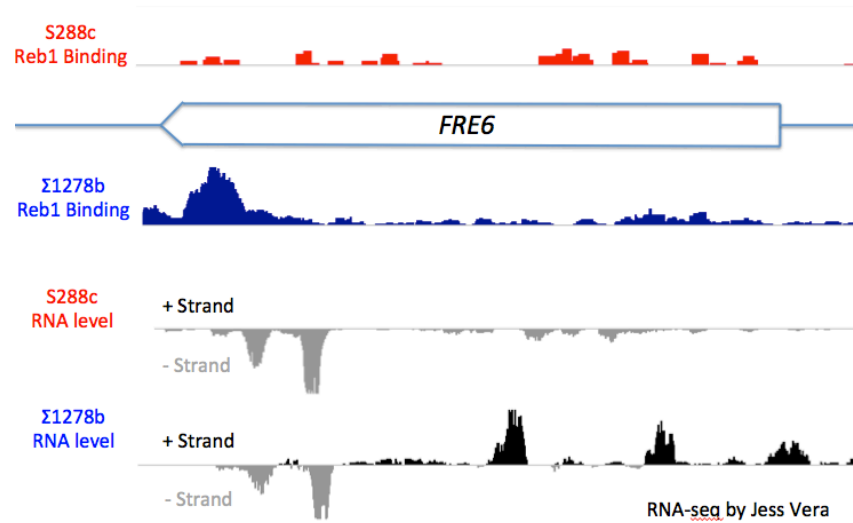 S288c
Reb1 Binding
FRE6
Σ1278b
Reb1 Binding
S288c
RNA level
+ Strand
- Strand
Σ1278b
RNA level
+ Strand
- Strand
RNA-seq by Jess Vera